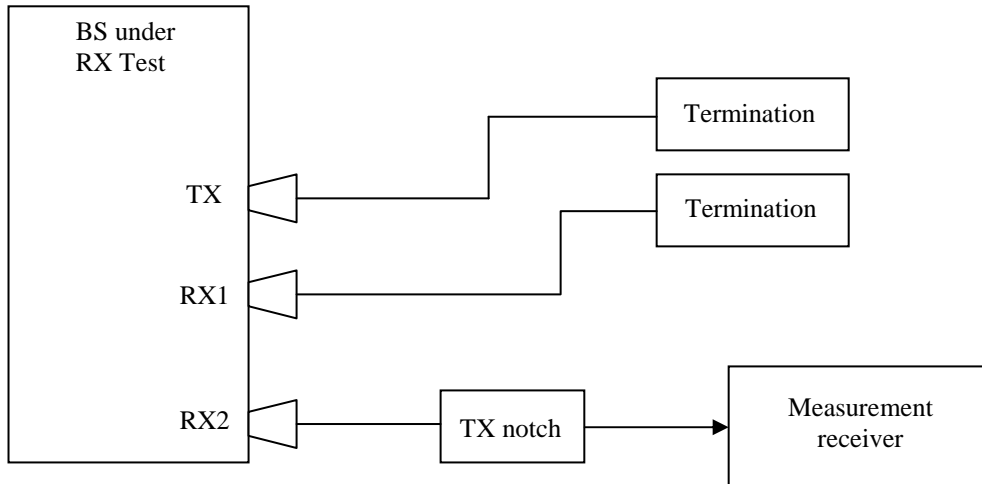 BS under
RX Test
Termination
TX
Termination
RX1
RX2
TX notch
Measurement
receiver